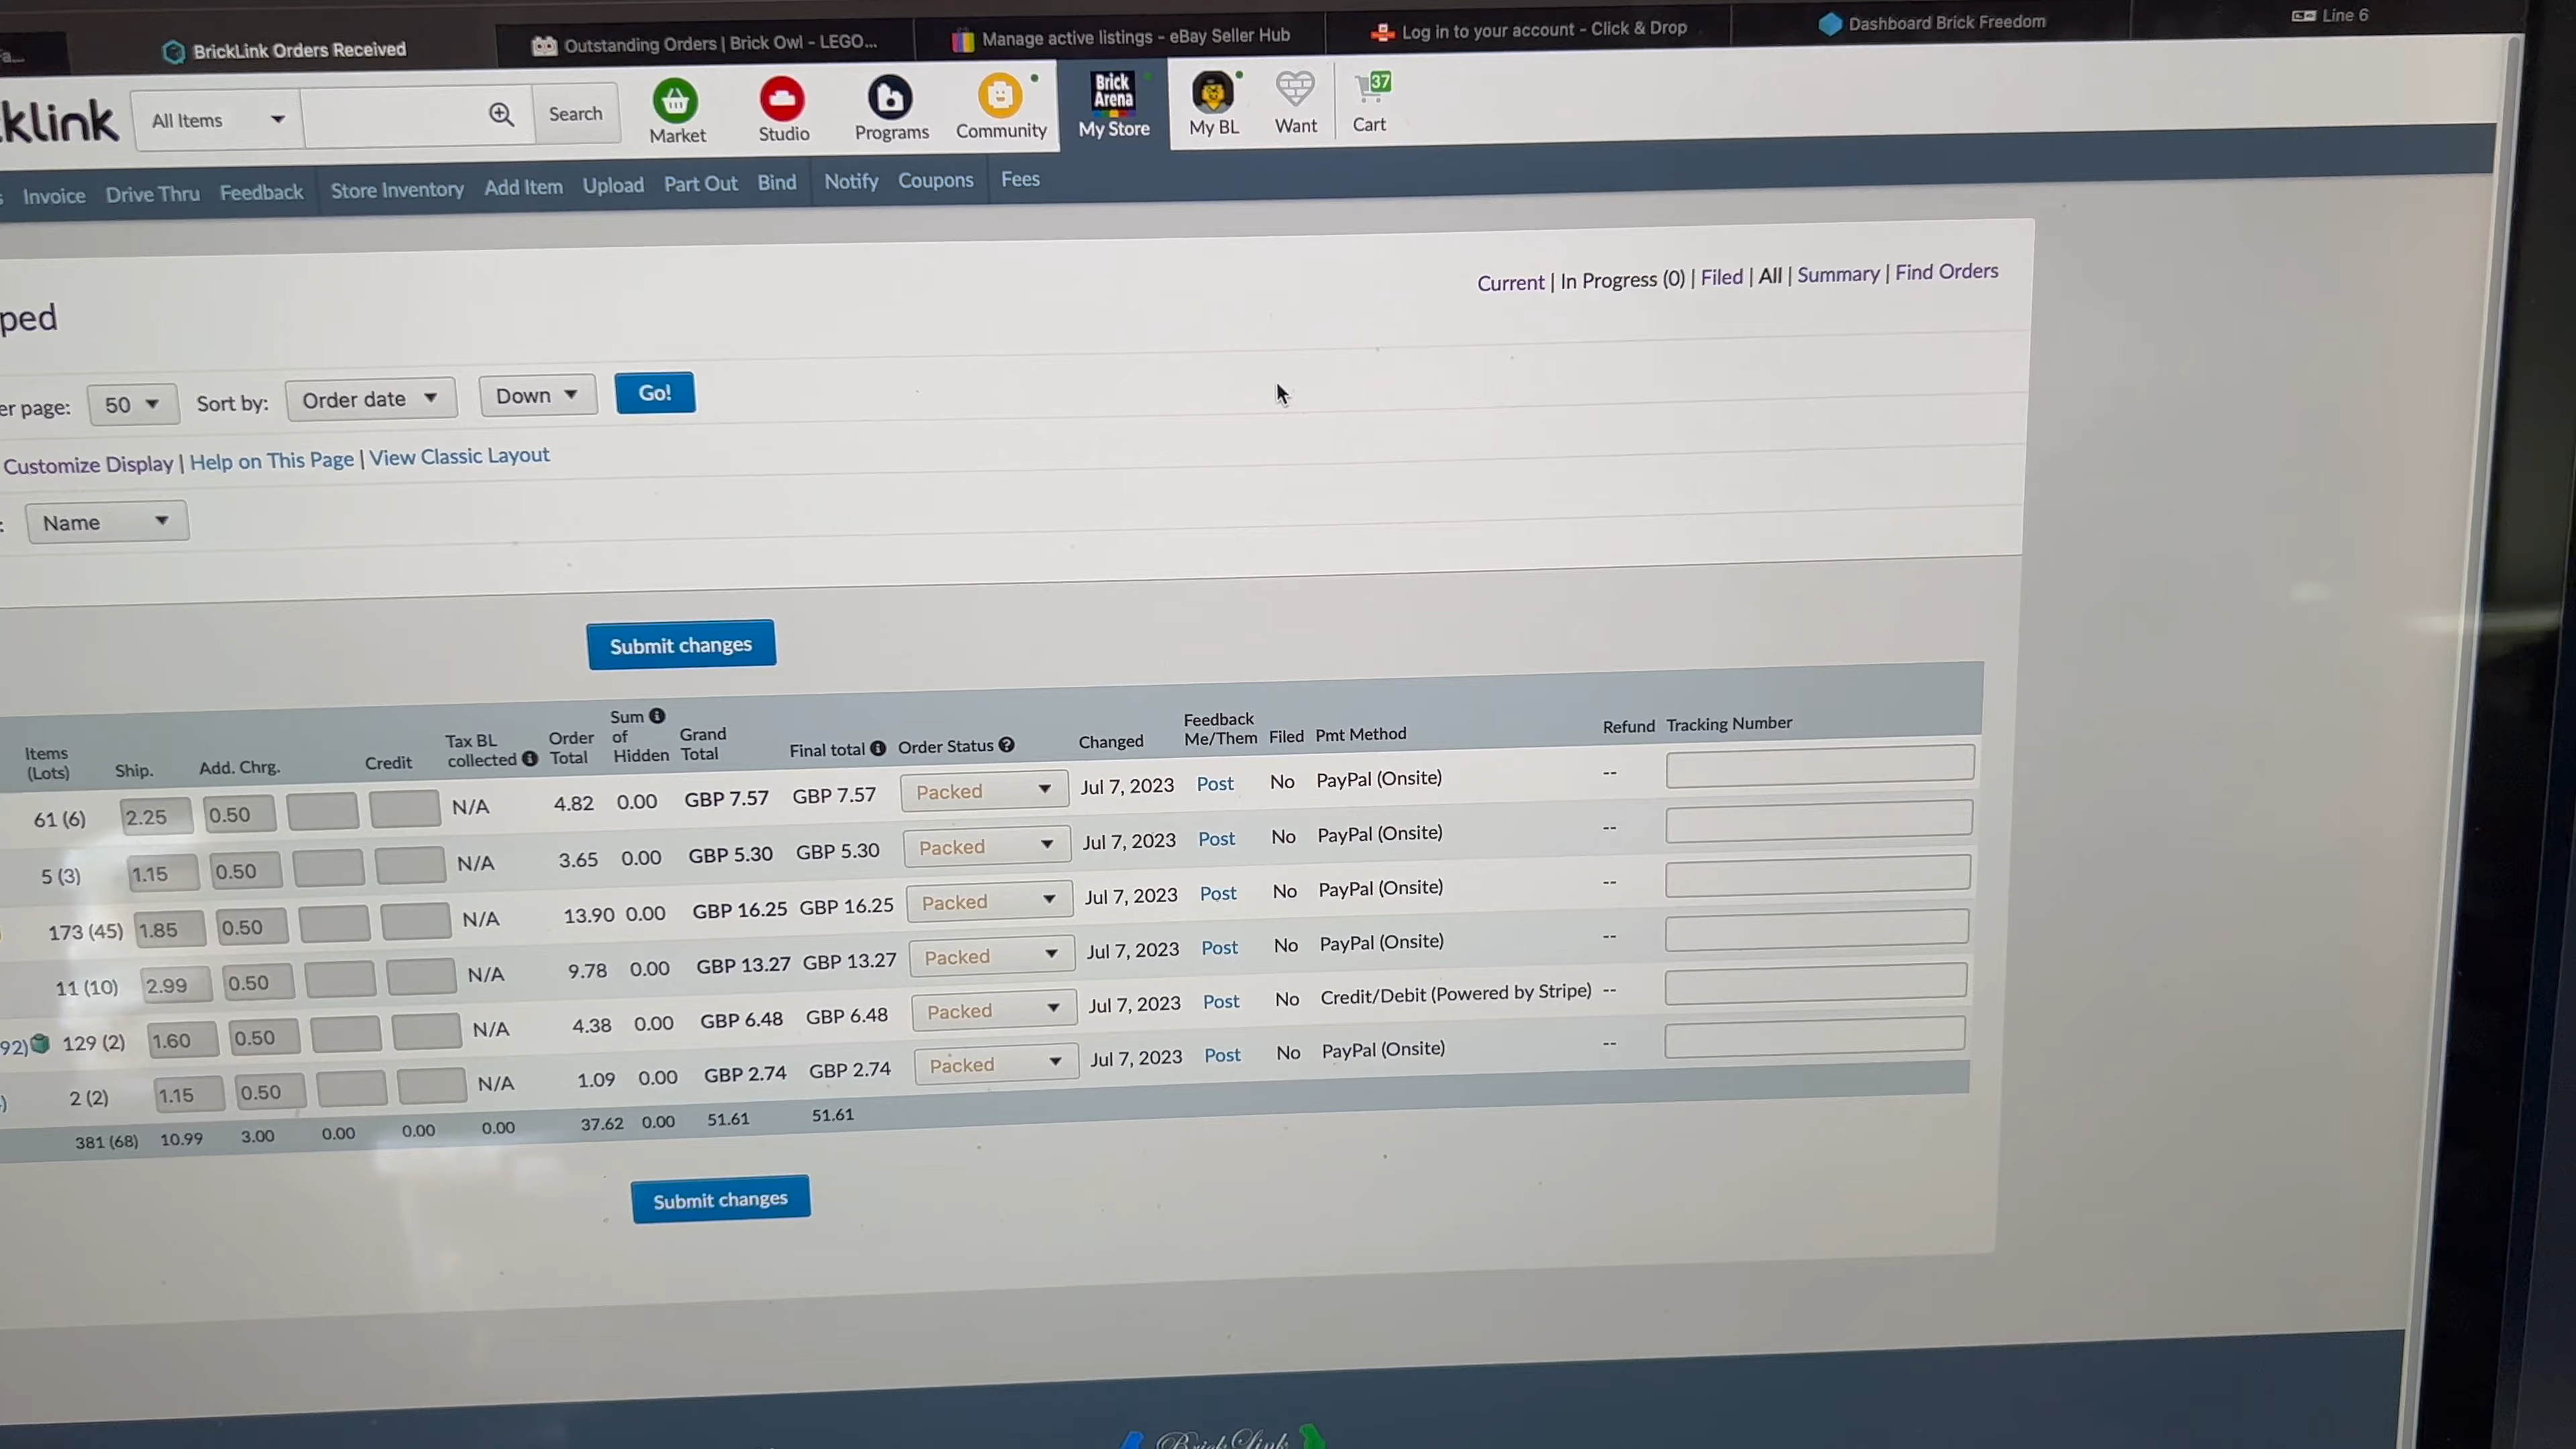 BrickLink Orders Received
Outstanding Orders | Brick Owl - LEGO...
Manage active listings - eBay Seller Hub
Log in to your account - Click & Drop
Dashboard Brick Freedom
Line 6
klink
All Items
Search
Market
Studio
Programs
Community
Brick
Arena
My Store
My BL
Want
37
Cart
Invoice
Drive Thru
Feedback
Store Inventory
Add Item
Upload
Part Out
Bind
Notify
Coupons
Fees
Current | In Progress (0) | Filed | All | Summary | Find Orders
ped
er page: 50 Sort by: Order date Down Go!
Customize Display | Help on This Page | View Classic Layout
: Name
Submit changes
Items (Lots) Ship. Add. Chrg. Credit Tax BL collected Order Total Sum of Hidden Grand Total Final total Order Status Changed Feedback Me/Them Filed Pmt Method Refund Tracking Number
61 (6) 2.25 0.50 N/A 4.82 0.00 GBP 7.57 GBP 7.57 Packed Jul 7, 2023 Post No PayPal (Onsite) --
5 (3) 1.15 0.50 N/A 3.65 0.00 GBP 5.30 GBP 5.30 Packed Jul 7, 2023 Post No PayPal (Onsite) --
173 (45) 1.85 0.50 N/A 13.90 0.00 GBP 16.25 GBP 16.25 Packed Jul 7, 2023 Post No PayPal (Onsite) --
11 (10) 2.99 0.50 N/A 9.78 0.00 GBP 13.27 GBP 13.27 Packed Jul 7, 2023 Post No PayPal (Onsite) --
92) 129 (2) 1.60 0.50 N/A 4.38 0.00 GBP 6.48 GBP 6.48 Packed Jul 7, 2023 Post No Credit/Debit (Powered by Stripe) --
) 2 (2) 1.15 0.50 N/A 1.09 0.00 GBP 2.74 GBP 2.74 Packed Jul 7, 2023 Post No PayPal (Onsite) --
381 (68) 10.99 3.00 0.00 0.00 0.00 37.62 0.00 51.61 51.61
Submit changes
BrickLink